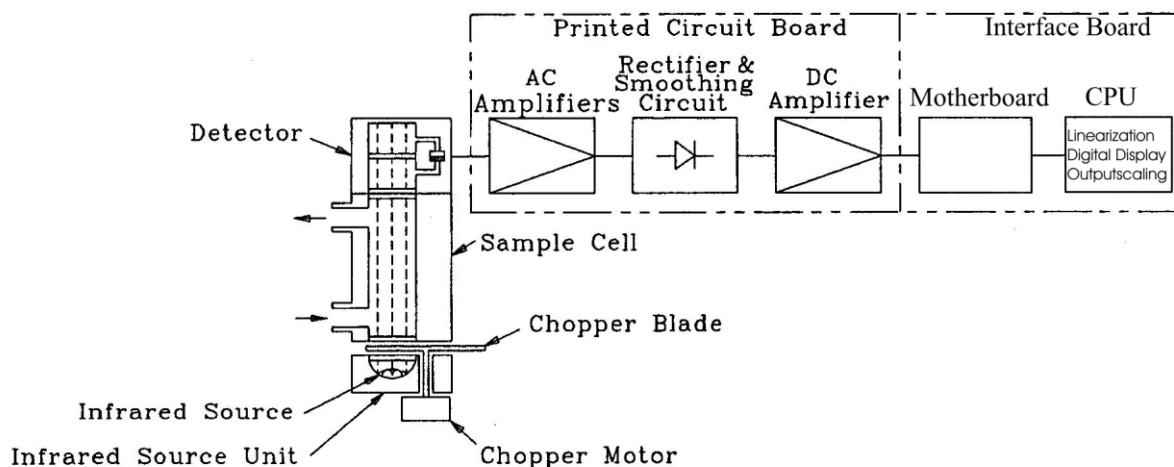 Printed Circuit Board
Interface Board
AC
Amplifiers
Rectifier &
Smoothing
Circuit
DC
Amplifier
Motherboard
CPU
Linearization
Digital Display
Outputscaling
Detector
Sample Cell
Chopper Blade
Infrared Source
Infrared Source Unit
Chopper Motor